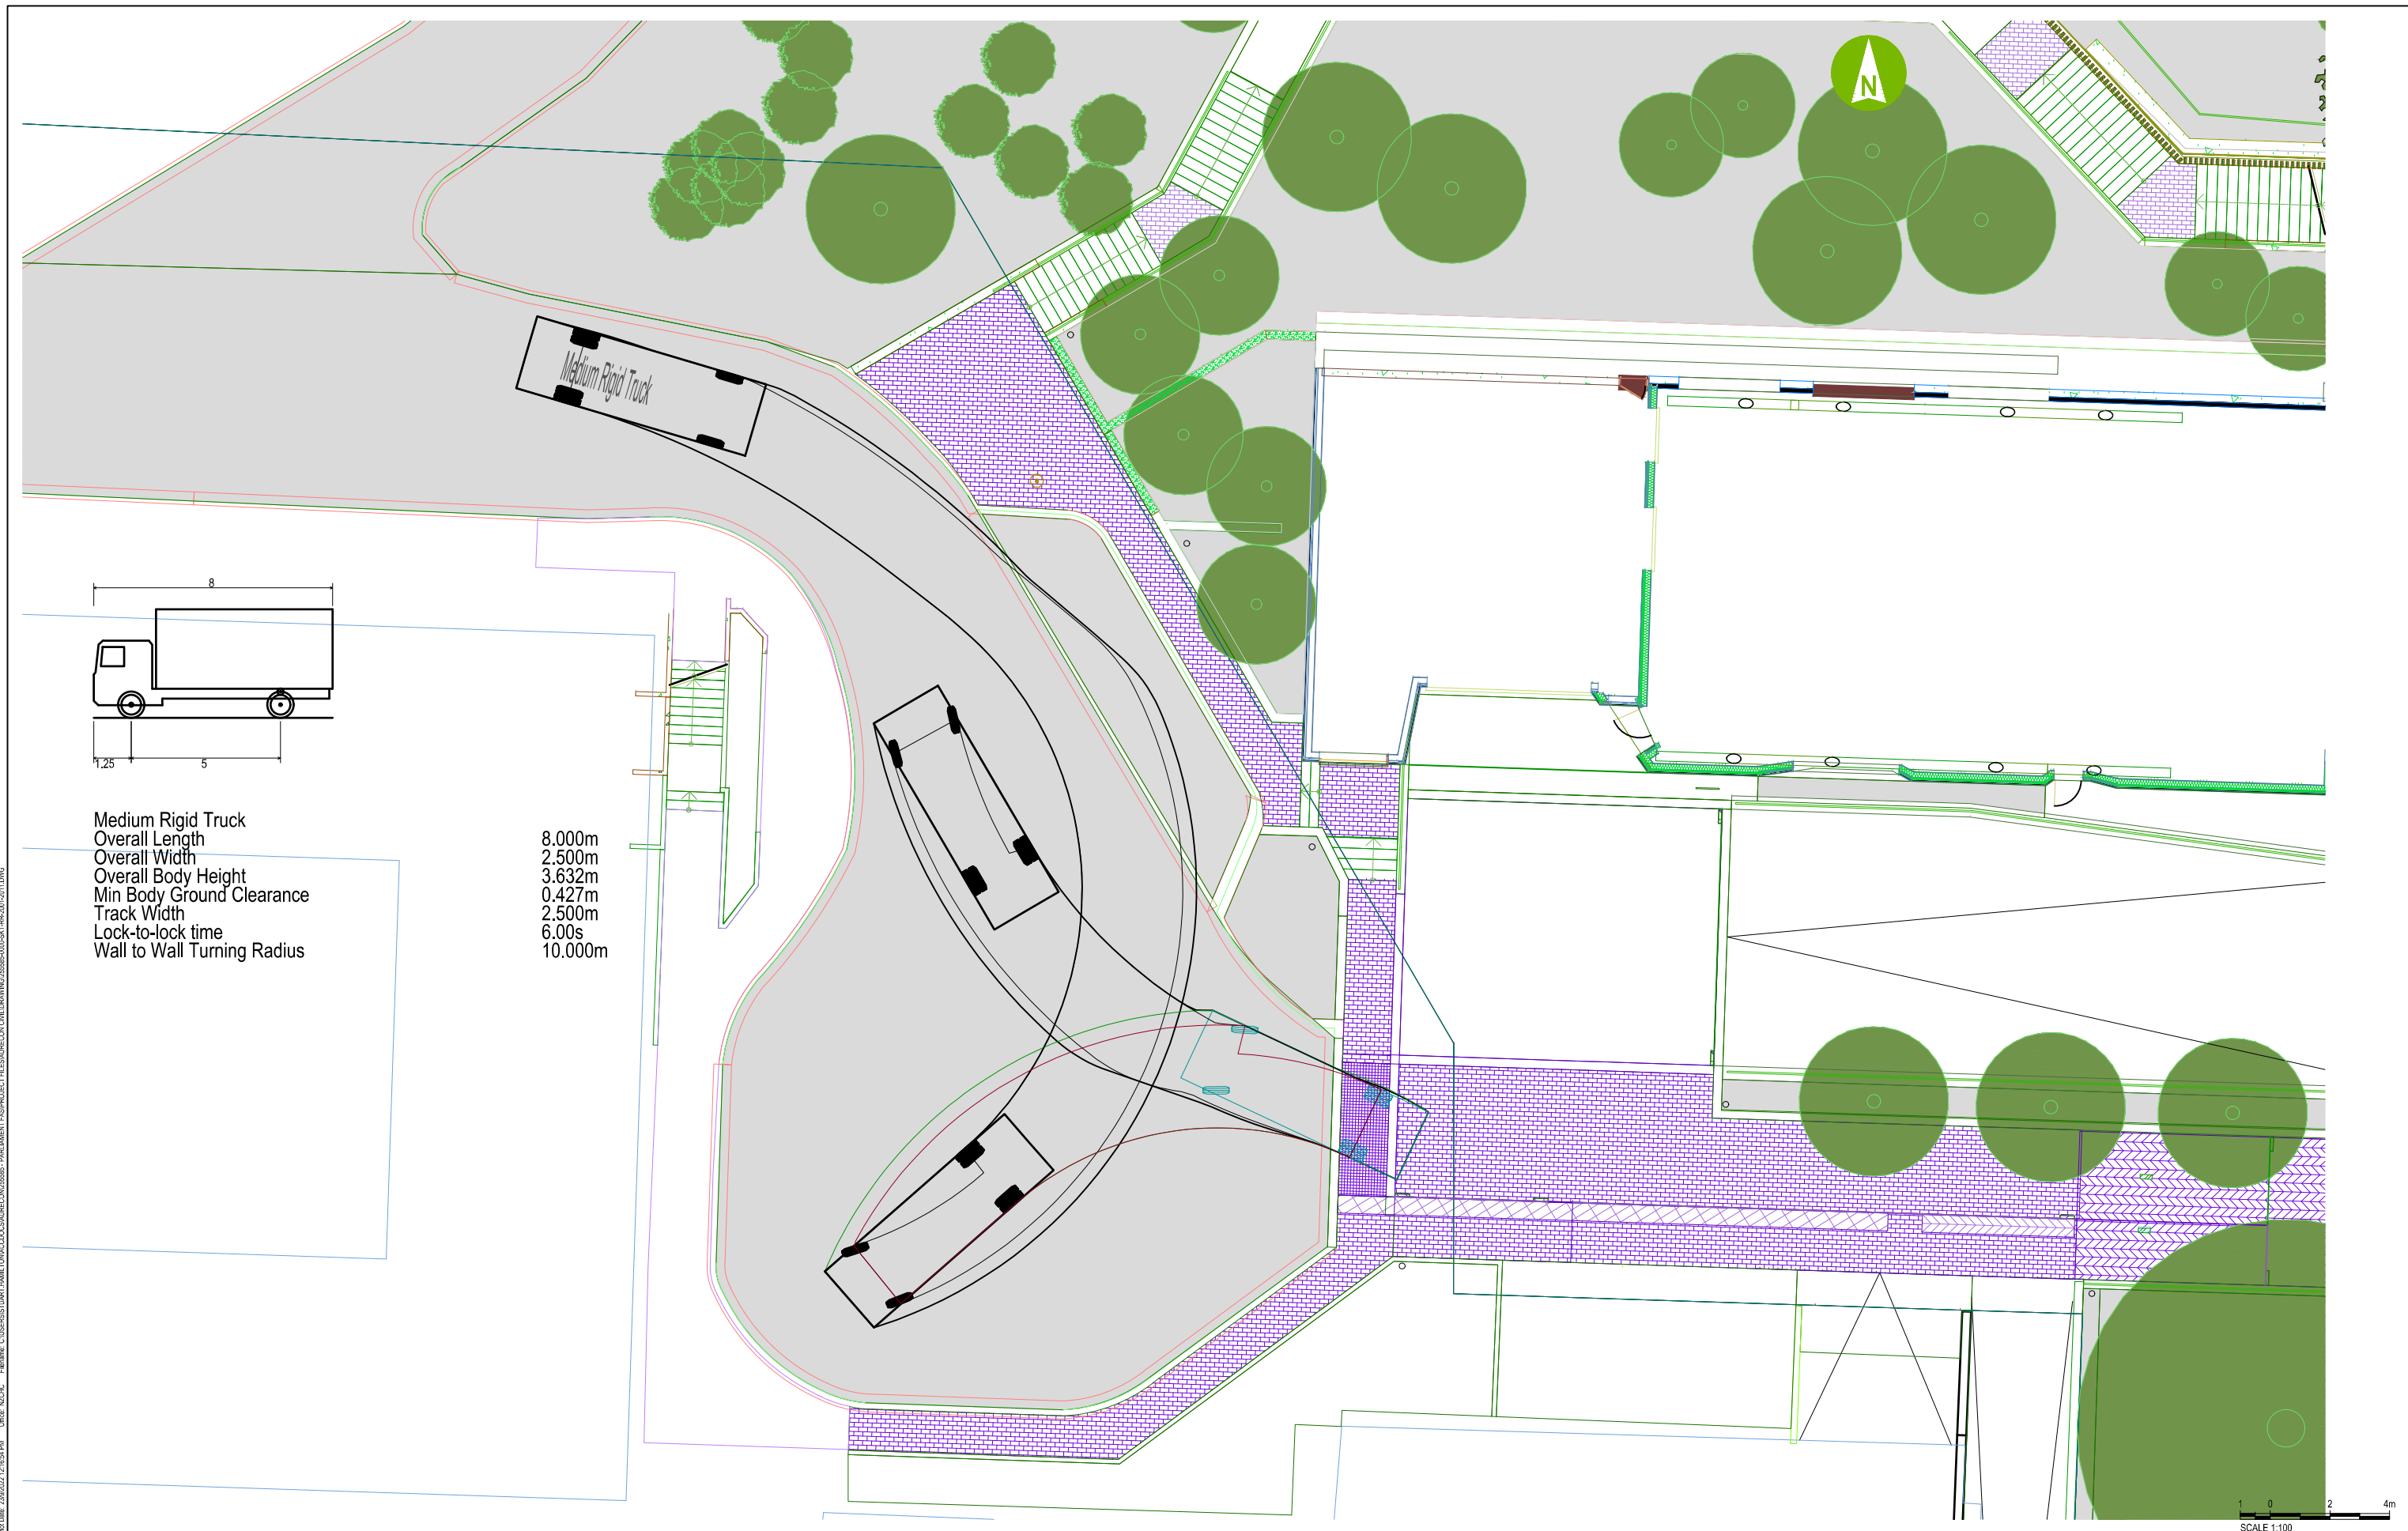 N
Medium Rigid Truck
8
1.25
5
Medium Rigid Truck
Overall Length 8.000m
Overall Width 2.500m
Overall Body Height 3.632m
Min Body Ground Clearance 0.427m
Track Width 2.500m
Lock-to-lock time 6.00s
Wall to Wall Turning Radius 10.000m
1 0 2 4m
SCALE 1:100